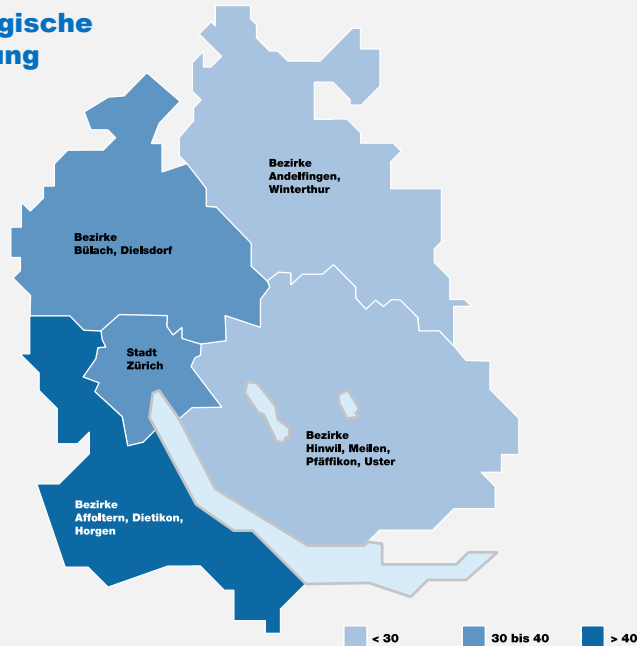 gische
ung
Bezirke
Andelfingen,
Winterthur
Bezirke
Bülach, Dielsdorf
Stadt
Zürich
Bezirke
Hinwil, Meilen,
Pfäffikon, Uster
Bezirke
Affoltern, Dietikon,
Horgen
< 30
30 bis 40
> 40